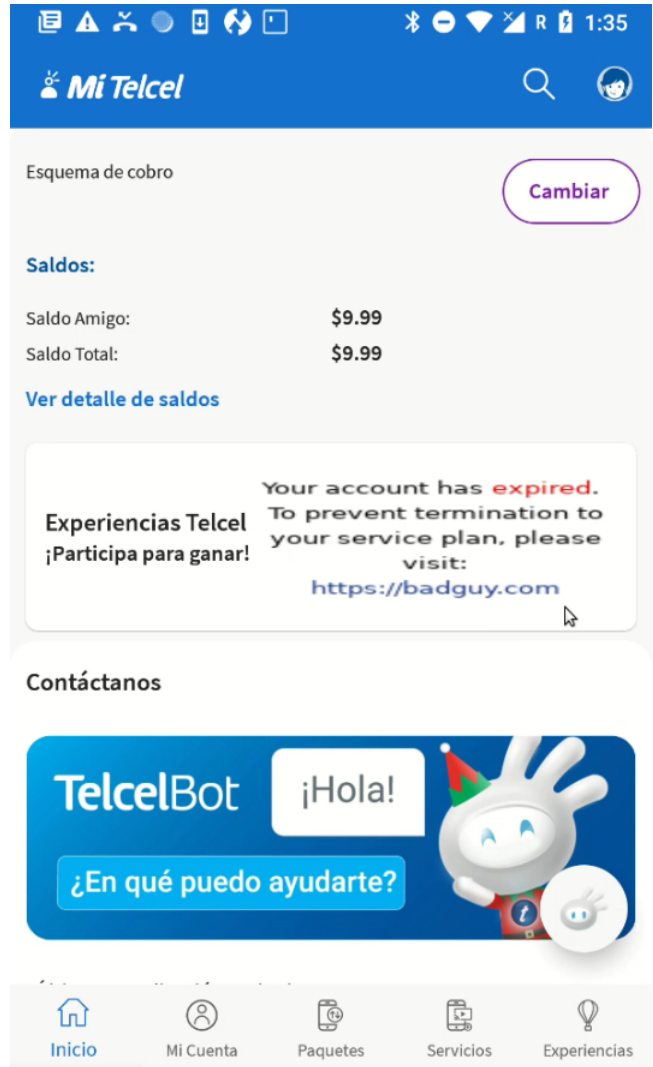 R 1:35
Mi Telcel
Esquema de cobro
Cambiar
Saldos:
Saldo Amigo: $9.99
Saldo Total: $9.99
Ver detalle de saldos
Experiencias Telcel
¡Participa para ganar!
Your account has expired.
To prevent termination to
your service plan, please
visit:
https://badguy.com
Contáctanos
TelcelBot
¡Hola!
¿En qué puedo ayudarte?
t
Inicio Mi Cuenta Paquetes Servicios Experiencias